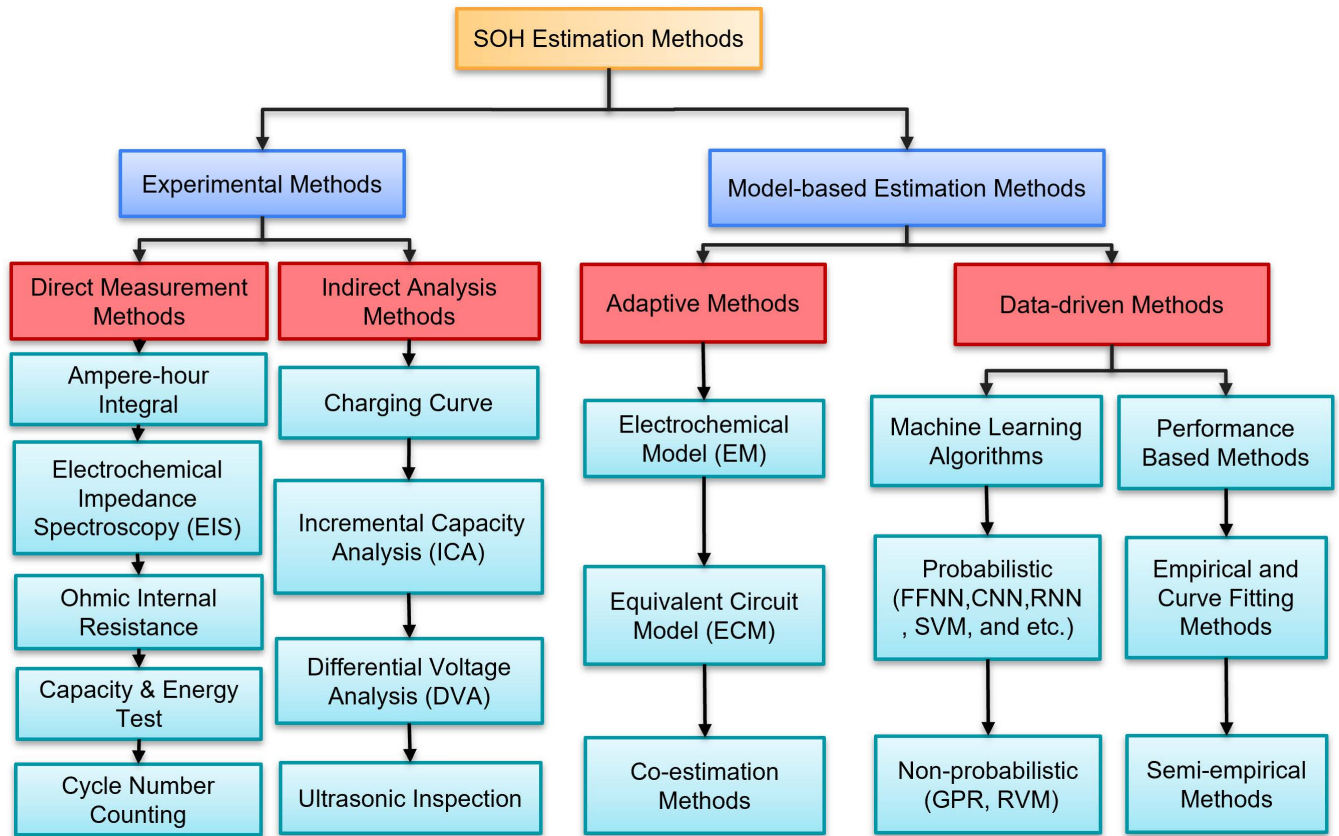 SOH Estimation Methods
Experimental Methods
Model-based Estimation Methods
Direct Measurement
Methods
Indirect Analysis
Methods
Adaptive Methods
Data-driven Methods
Ampere-hour
Integral
Electrochemical
Impedance
Spectroscopy (EIS)
Ohmic Internal
Resistance
Capacity & Energy
Test
Cycle Number
Counting
Charging Curve
Incremental Capacity
Analysis (ICA)
Differential Voltage
Analysis (DVA)
Ultrasonic Inspection
Electrochemical
Model (EM)
Equivalent Circuit
Model (ECM)
Co-estimation
Methods
Machine Learning
Algorithms
Probabilistic
(FFNN,CNN,RNN
, SVM, and etc.)
Non-probabilistic
(GPR, RVM)
Performance
Based Methods
Empirical and
Curve Fitting
Methods
Semi-empirical
Methods